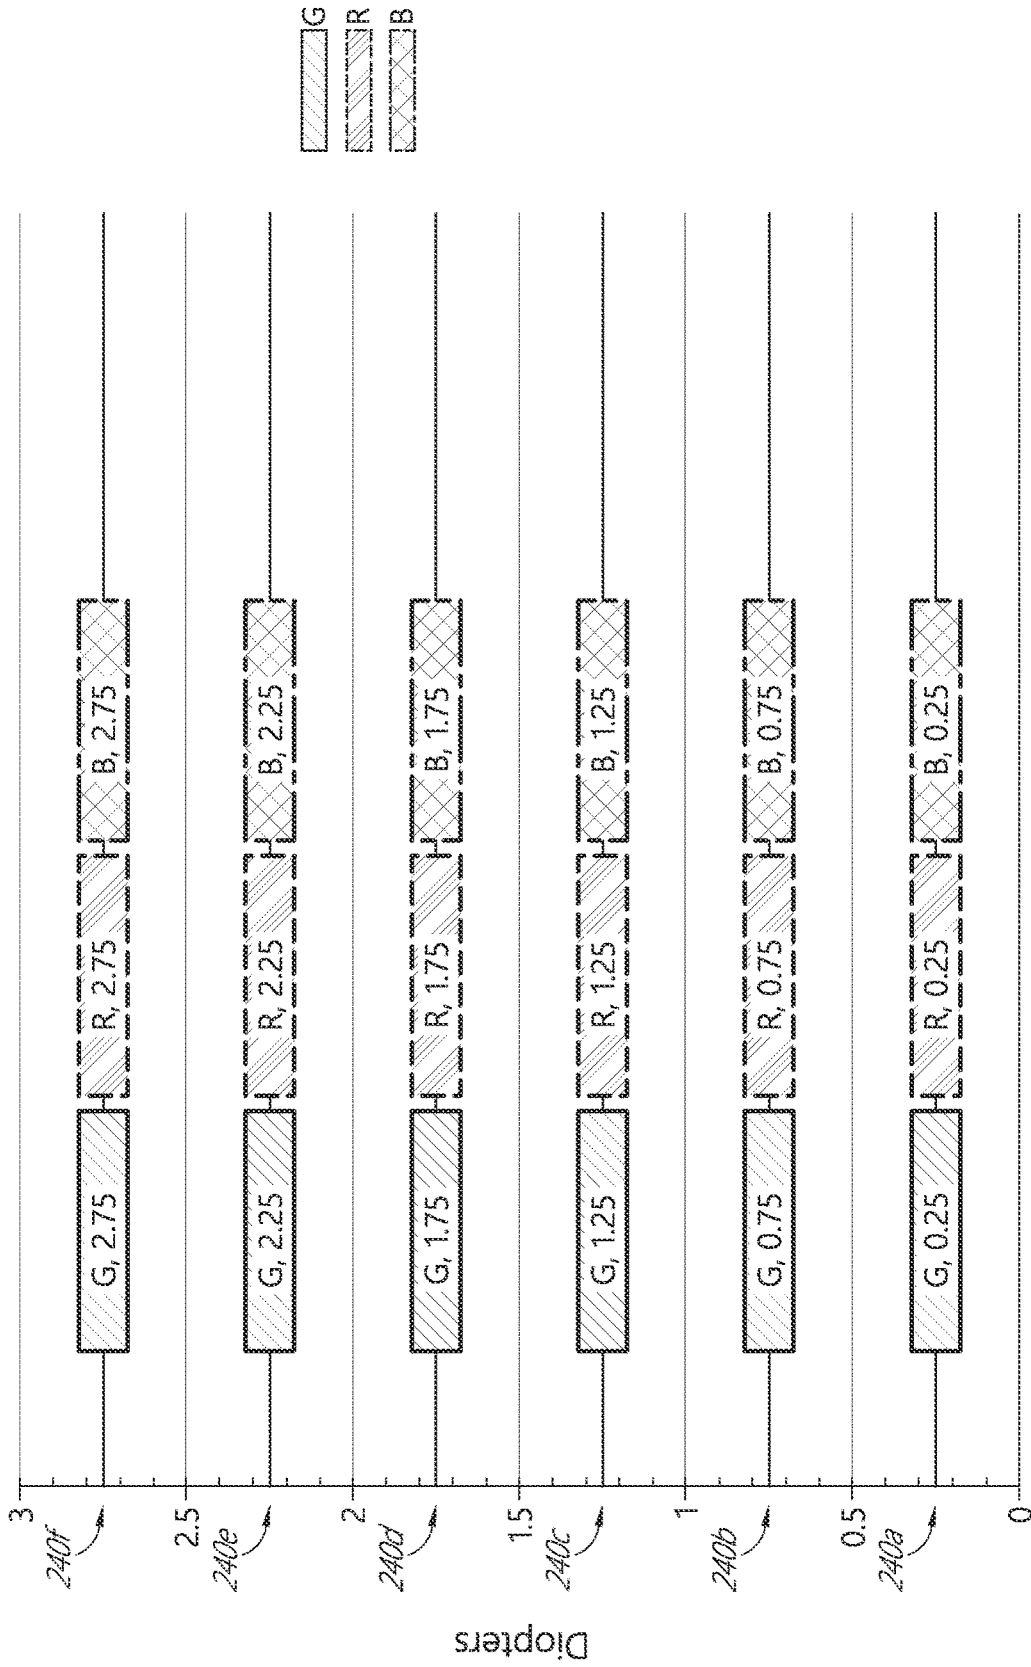 Diopters
3
240f
G, 2.75 R, 2.75 B, 2.75
2.5
240e
G, 2.25 R, 2.25 B, 2.25
2
240d
G, 1.75 R, 1.75 B, 1.75
1.5
240c
G, 1.25 R, 1.25 B, 1.25
1
240b
G, 0.75 R, 0.75 B, 0.75
0.5
240a
G, 0.25 R, 0.25 B, 0.25
0
G
R
B